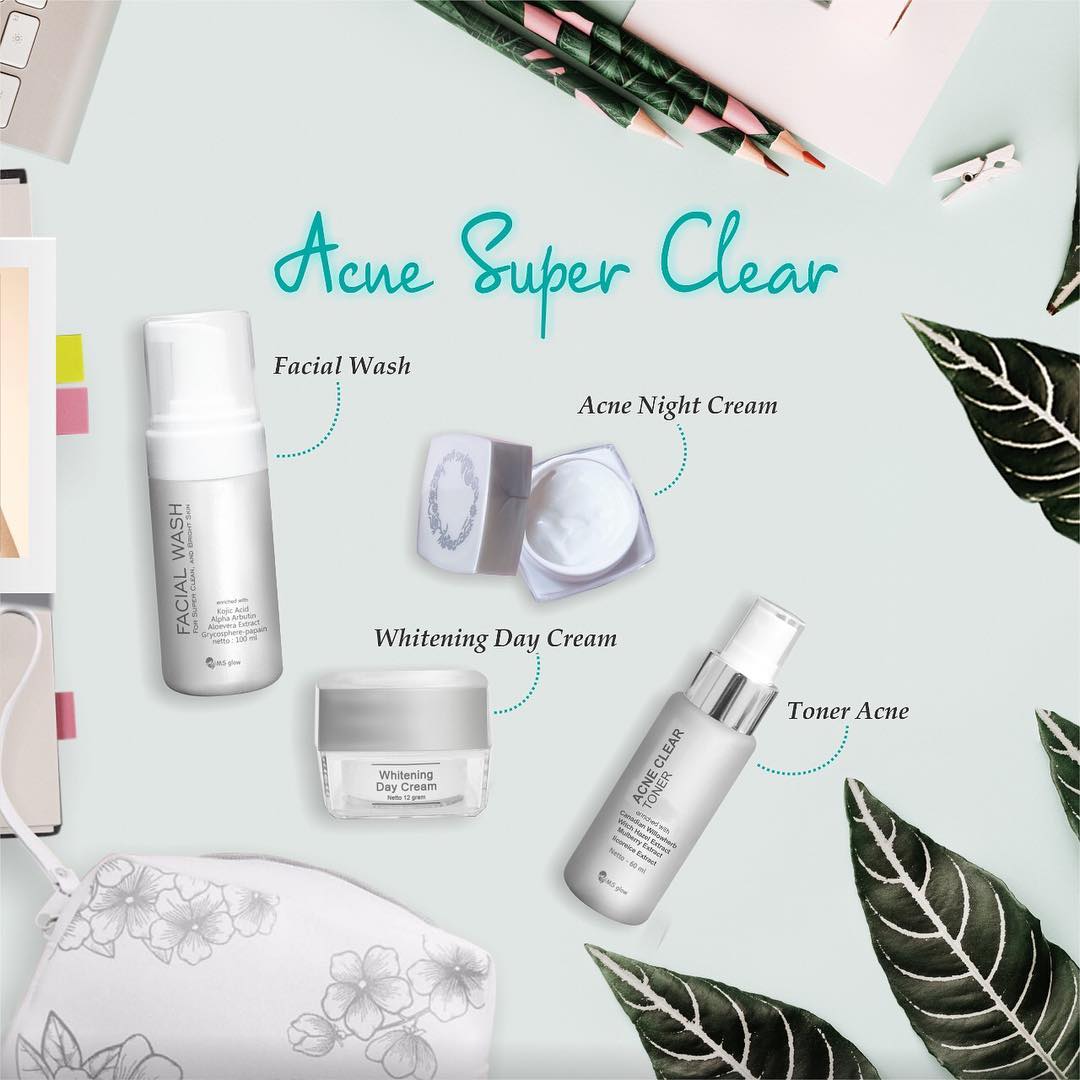 Acne Super Clear
Facial Wash
Acne Night Cream
FACIAL WASH
FOR SUPER CLEAN, AND BRIGHT SKIN
enriched with
Kojic Acid
Alpha Arbutin
Aloevera Extract
Grycosphere-papain
netto : 100 ml
MS glow
Whitening Day Cream
Whitening
Day Cream
Netto 12 gram
Toner Acne
ACNE CLEAR
TONER
enriched with
Canadian Willowherb
Witch Hazel Extract
Mulberry Extract
licoreice Extract
Netto - 60 ml
MS glow